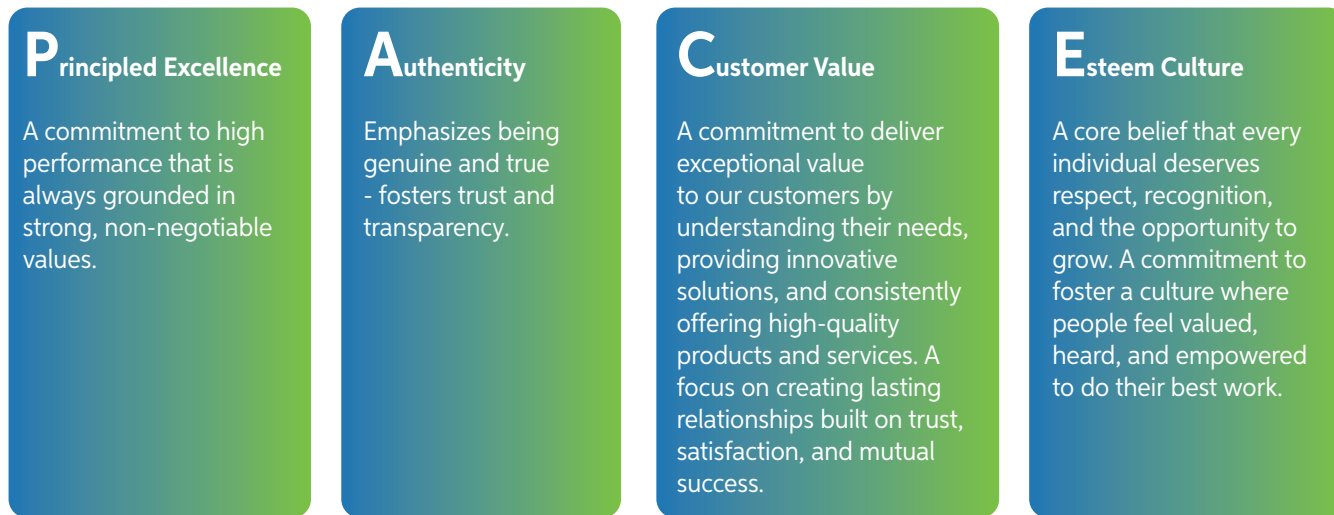 Principled Excellence
A commitment to high
performance that is
always grounded in
strong, non-negotiable
values.
Authenticity
Emphasizes being
genuine and true
- fosters trust and
transparency.
Customer Value
A commitment to deliver
exceptional value
to our customers by
understanding their needs,
providing innovative
solutions, and consistently
offering high-quality
products and services. A
focus on creating lasting
relationships built on trust,
satisfaction, and mutual
success.
Esteem Culture
A core belief that every
individual deserves
respect, recognition,
and the opportunity to
grow. A commitment to
foster a culture where
people feel valued,
heard, and empowered
to do their best work.